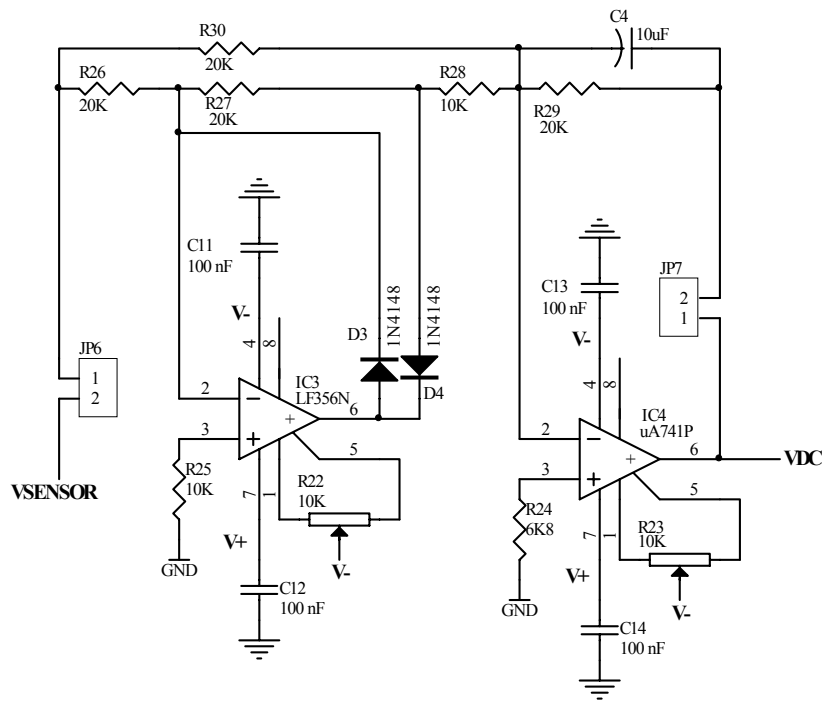 R30
20K
C4
10uF
R26
20K
R27
20K
R28
10K
R29
20K
C11
100 nF
V-
4
8
D3
1N4148
1N4148
D4
C13
100 nF
V-
4
8
JP7
2
1
JP6
1
2
VSENSOR
2
3
IC3
LF356N
6
5
7
1
R25
10K
GND
R22
10K
V+
V-
C12
100 nF
2
3
IC4
uA741P
6
5
7
1
VDC
R24
6K8
GND
R23
10K
V+
V-
C14
100 nF